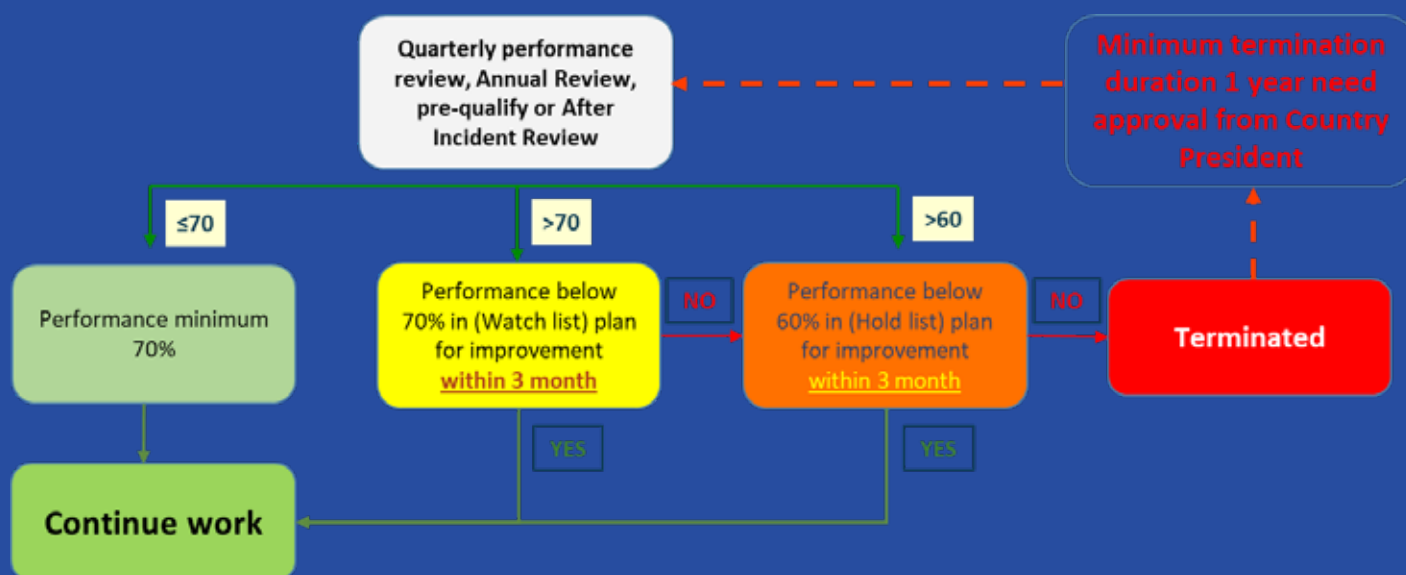 Quarterly performance
review, Annual Review,
pre-qualify or After
Incident Review
Minimum termination
duration 1 year need
approval from Country
President
≤70
>70
>60
Performance minimum
70%
Performance below
70% in (Watch list) plan
for improvement
within 3 month
NO
Performance below
60% in (Hold list) plan
for improvement
within 3 month
NO
Terminated
YES
YES
Continue work